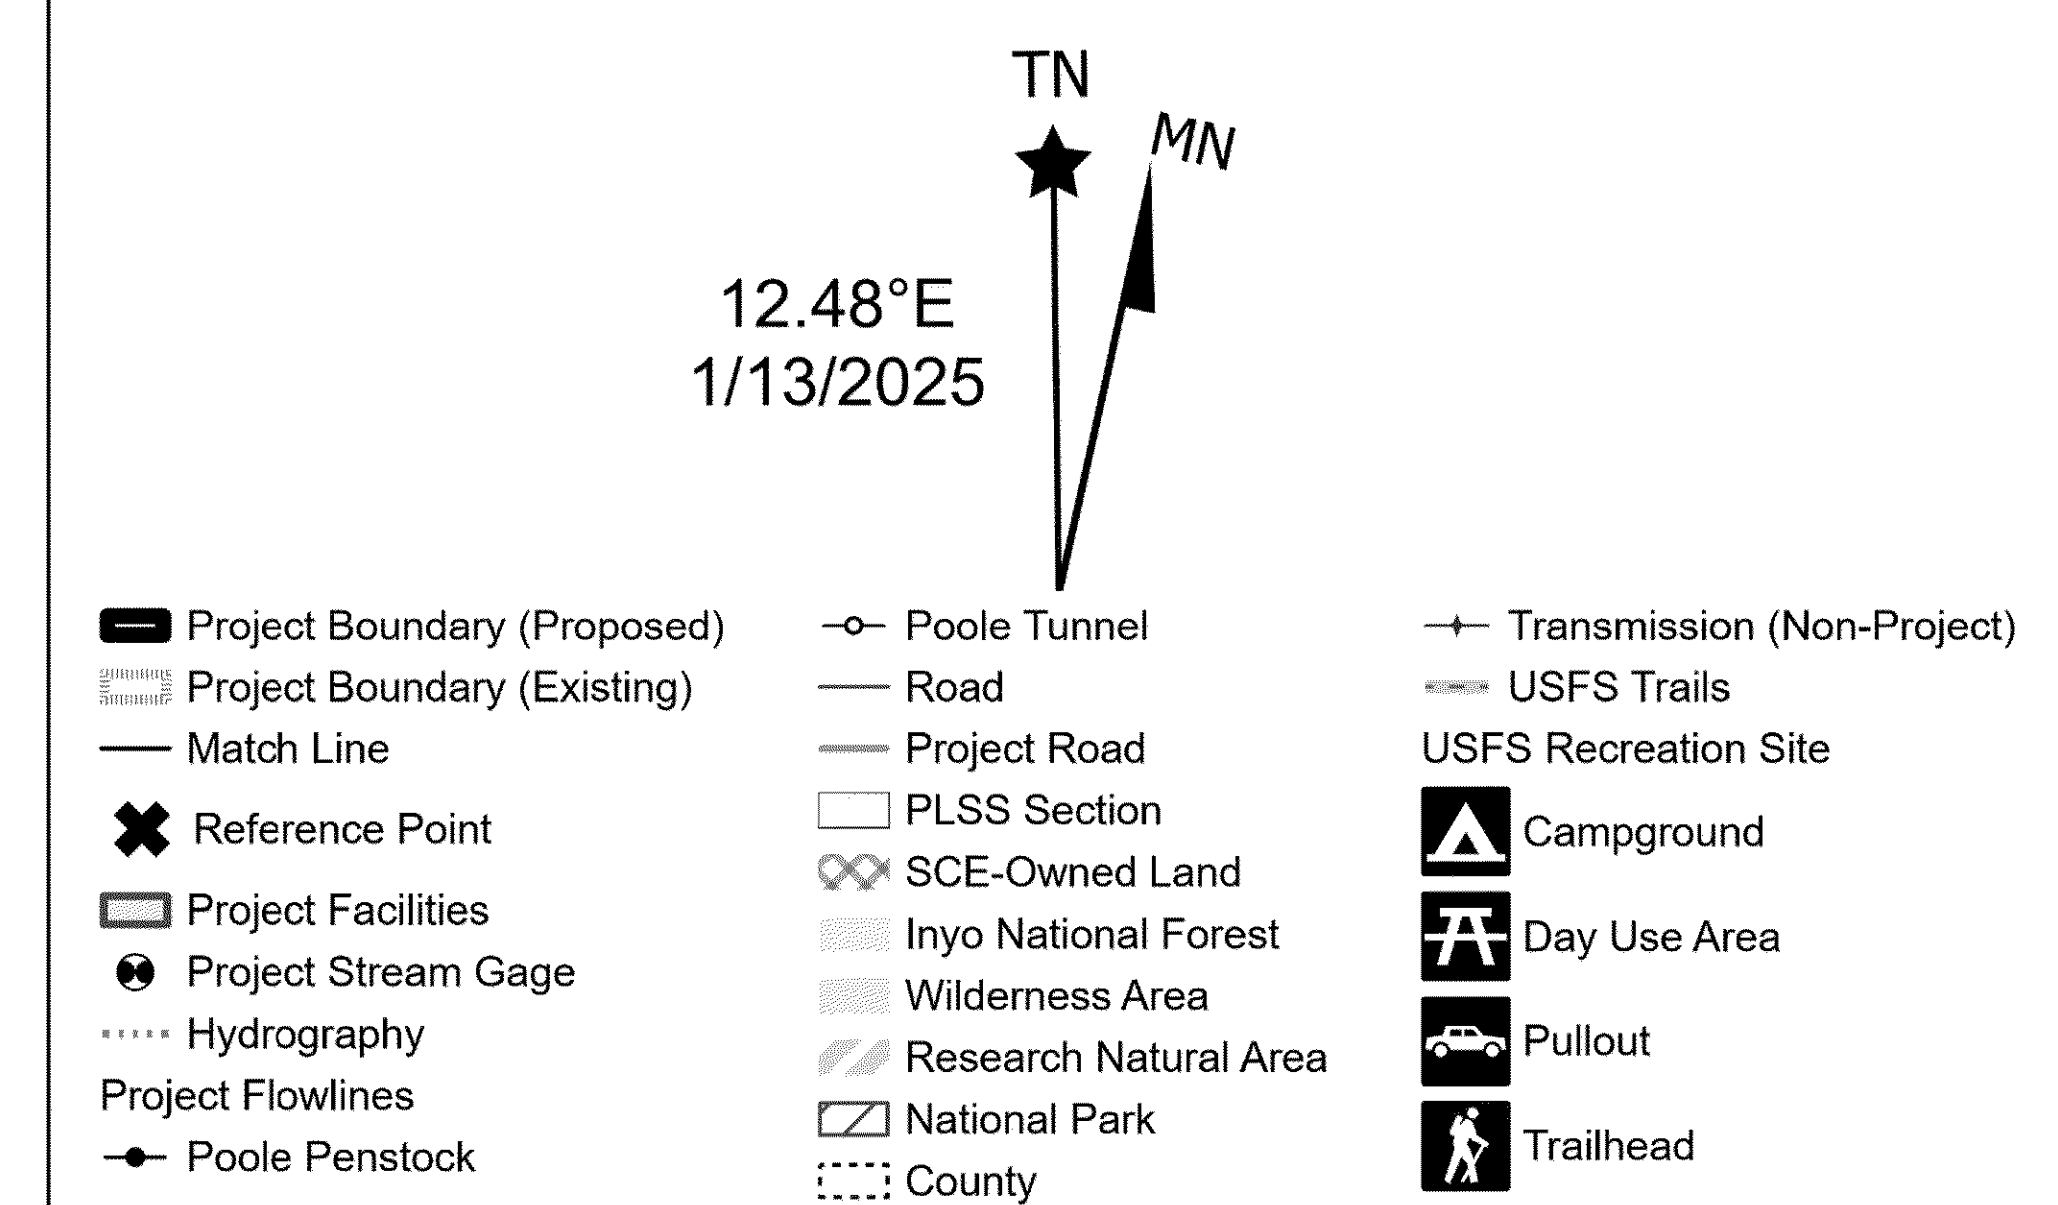 TN
MN
12.48°E
1/13/2025
Project Boundary (Proposed)
Project Boundary (Existing)
Match Line
Reference Point
Project Facilities
Project Stream Gage
Hydrography
Project Flowlines
Poole Penstock
Poole Tunnel
Road
Project Road
PLSS Section
SCE-Owned Land
Inyo National Forest
Wilderness Area
Research Natural Area
National Park
County
Transmission (Non-Project)
USFS Trails
USFS Recreation Site
Campground
Day Use Area
Pullout
Trailhead